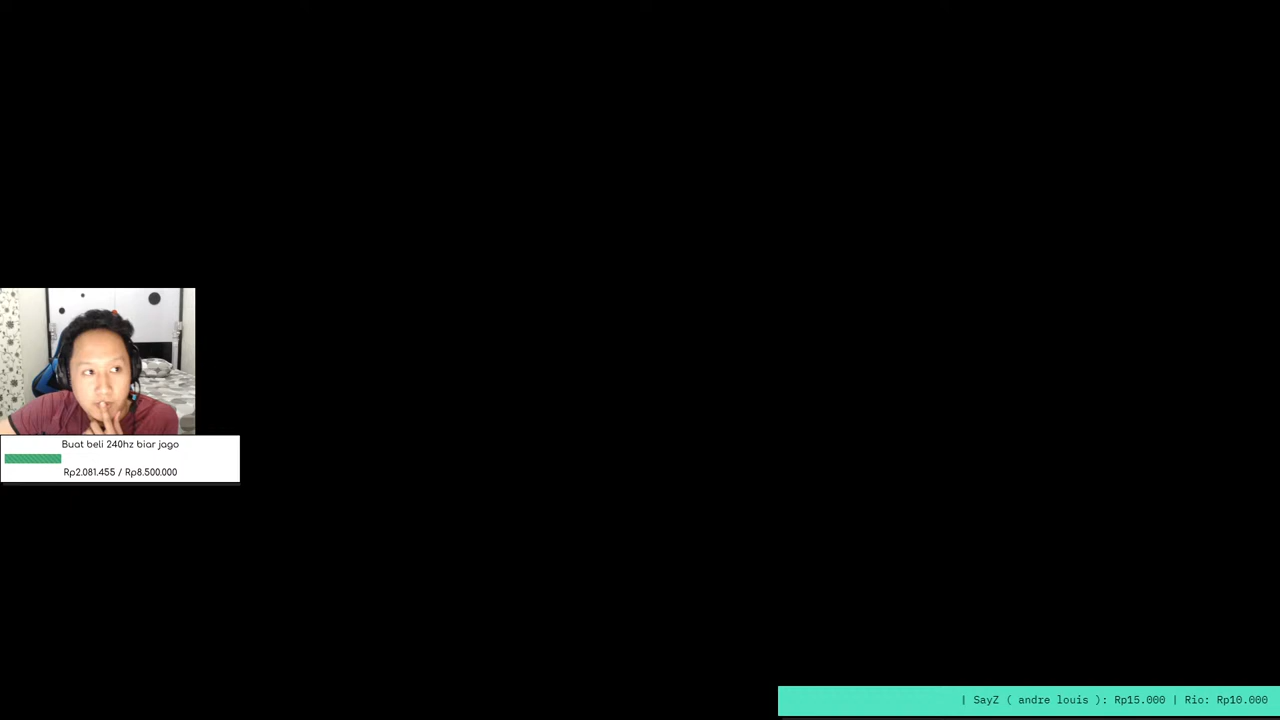 Buat beli 240hz biar jago
Rp2.081.455 / Rp8.500.000
| SayZ ( andre louis ): Rp15.000 | Rio: Rp10.000